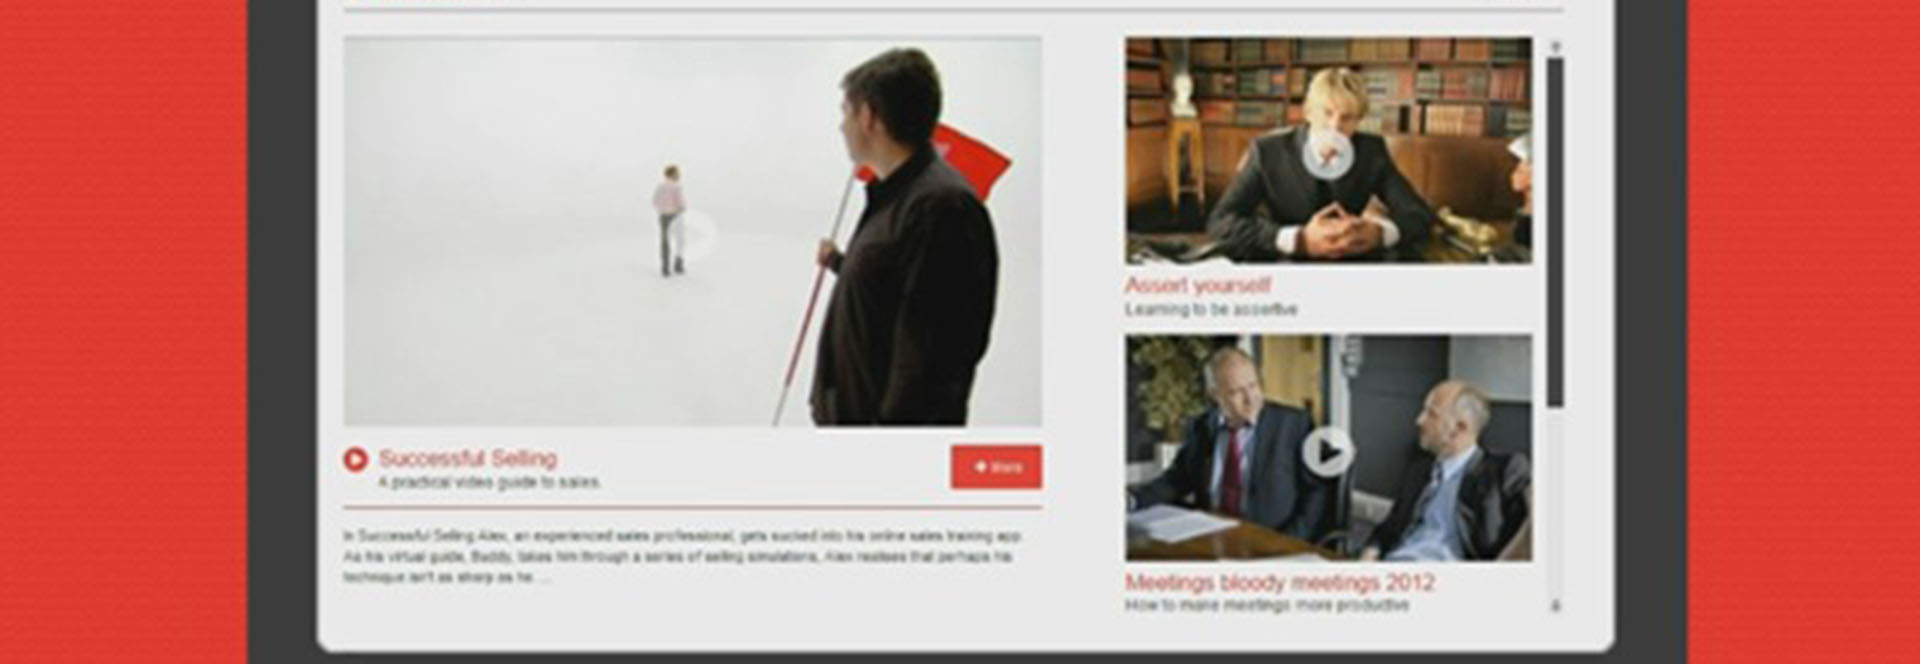 Successful Selling
A practical video guide to sales.
More
In Successful Selling Alex, an experienced sales professional, gets sucked into his online sales training app.
As his virtual guide, Buddy, takes him through a series of selling simulations, Alex realises that perhaps his
technique isn't as sharp as he ...
Assert yourself
Learning to be assertive
Meetings bloody meetings 2012
How to make meetings more productive